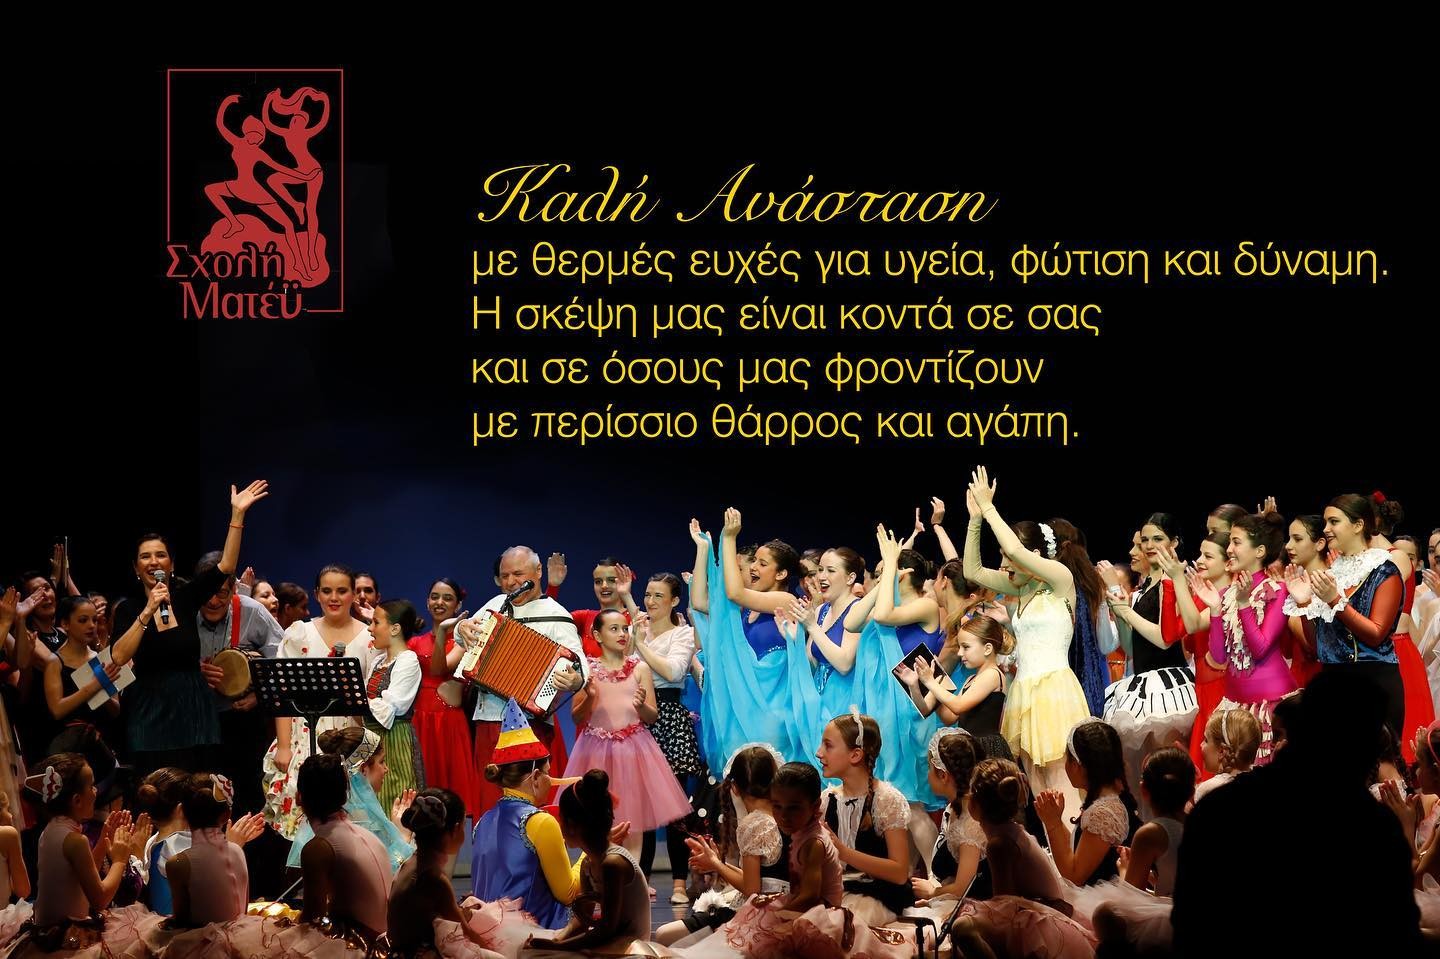 Σχολή
Ματέϋ
Καλή Ανάσταση
με θερμές ευχές για υγεία, φώτιση και δύναμη.
Η σκέψη μας είναι κοντά σε σας
και σε όσους μας φροντίζουν
με περίσσιο θάρρος και αγάπη.